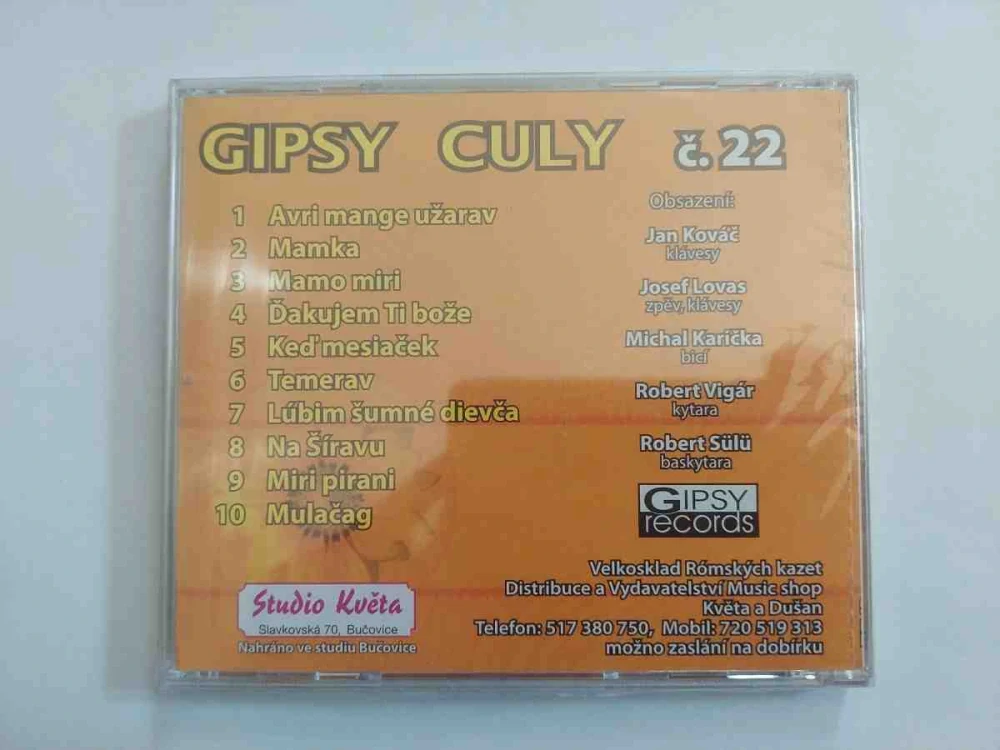 GIPSY CULY č. 22
1 Avri mange užarav
2 Mamka
3 Mamo miri
4 Ďakujem Ti bože
5 Keď mesiaček
6 Temerav
7 Lúbim šumné dievča
8 Na Šíravu
9 Miri pirani
10 Mulačag
Obsazení:
Jan Kováč
klávesy
Josef Lovas
zpěv, klávesy
Michal Karíčka
bicí
Robert Vigár
kytara
Robert Sülü
baskytara
GIPSY
records
Studio Květa
Slavkovská 70, Bučovice
Nahráno ve studiu Bučovice
Velkosklad Rómských kazet
Distribuce a Vydavatelství Music shop
Květa a Dušan
Telefon: 517 380 750, Mobil: 720 519 313
možno zaslání na dobírku